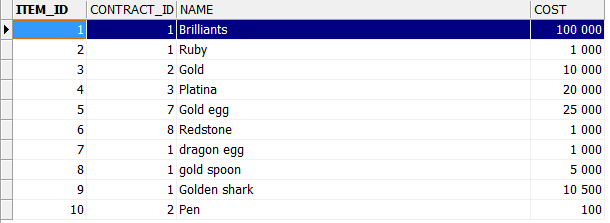 ITEM_ID CONTRACT_ID NAME COST
1 1 Brilliants 100 000
2 1 Ruby 1 000
3 2 Gold 10 000
4 3 Platina 20 000
5 7 Gold egg 25 000
6 8 Redstone 1 000
7 1 dragon egg 1 000
8 1 gold spoon 5 000
9 1 Golden shark 10 500
10 2 Pen 100